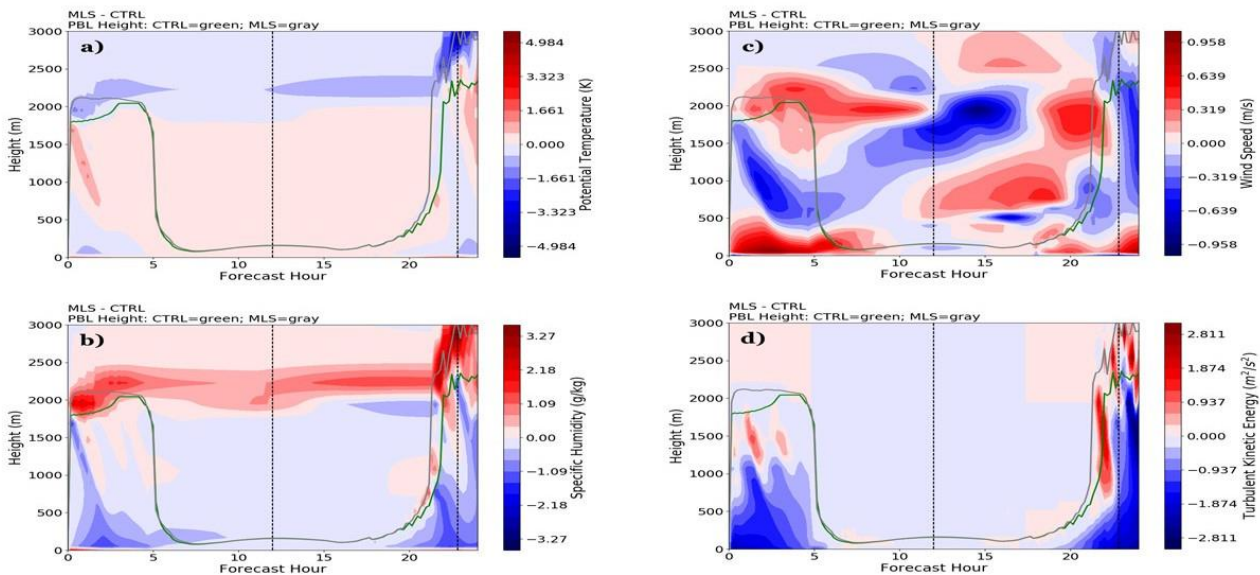 MLS - CTRL
PBL Height: CTRL=green; MLS=gray
a)
3000
2500
2000
1500
1000
500
0
Height (m)
0 5 10 15 20
Forecast Hour
4.984
3.323
1.661
0.000
−1.661
−3.323
−4.984
Potential Temperature (K)
MLS - CTRL
PBL Height: CTRL=green; MLS=gray
c)
3000
2500
2000
1500
1000
500
0
Height (m)
0 5 10 15 20
Forecast Hour
0.958
0.639
0.319
0.000
−0.319
−0.639
−0.958
Wind Speed (m/s)
MLS - CTRL
PBL Height: CTRL=green; MLS=gray
b)
3000
2500
2000
1500
1000
500
0
Height (m)
0 5 10 15 20
Forecast Hour
3.27
2.18
1.09
0.00
−1.09
−2.18
−3.27
Specific Humidity (g/kg)
MLS - CTRL
PBL Height: CTRL=green; MLS=gray
d)
3000
2500
2000
1500
1000
500
0
Height (m)
0 5 10 15 20
Forecast Hour
2.811
1.874
0.937
0.000
−0.937
−1.874
−2.811
Turbulent Kinetic Energy (m²/s²)